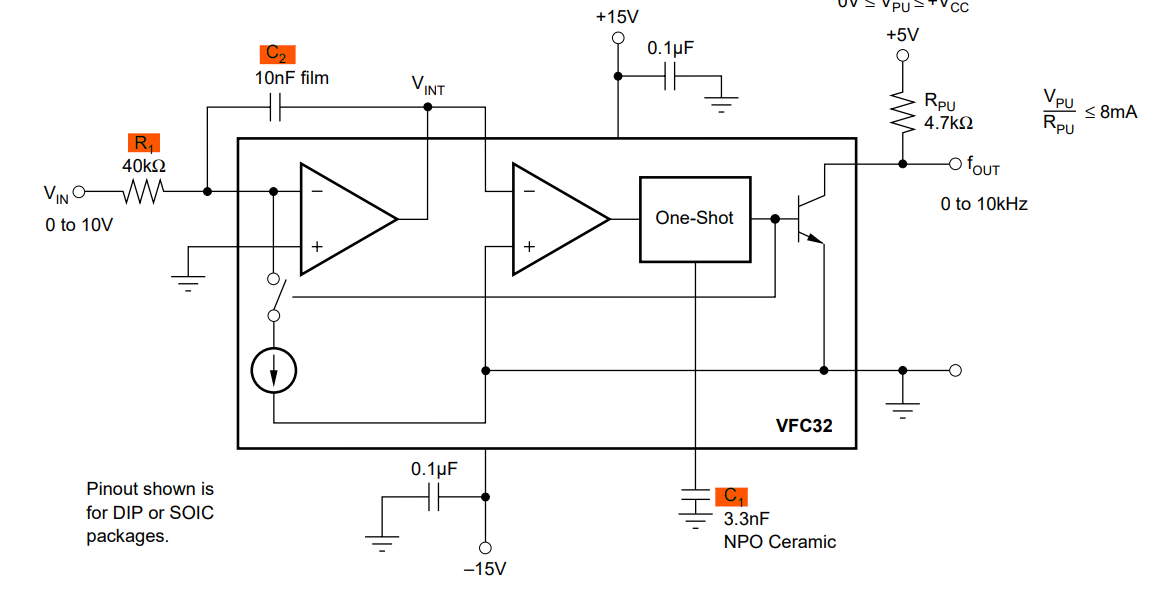 0V ≤ VPU ≤ +VCC
+15V
+5V
C2
10nF film
0.1µF
VINT
RPU
4.7kΩ
VPU
RPU
≤ 8mA
R1
40kΩ
VIN
0 to 10V
−
+
−
+
One-Shot
fOUT
0 to 10kHz
VFC32
0.1µF
Pinout shown is
for DIP or SOIC
packages.
C1
3.3nF
NPO Ceramic
–15V